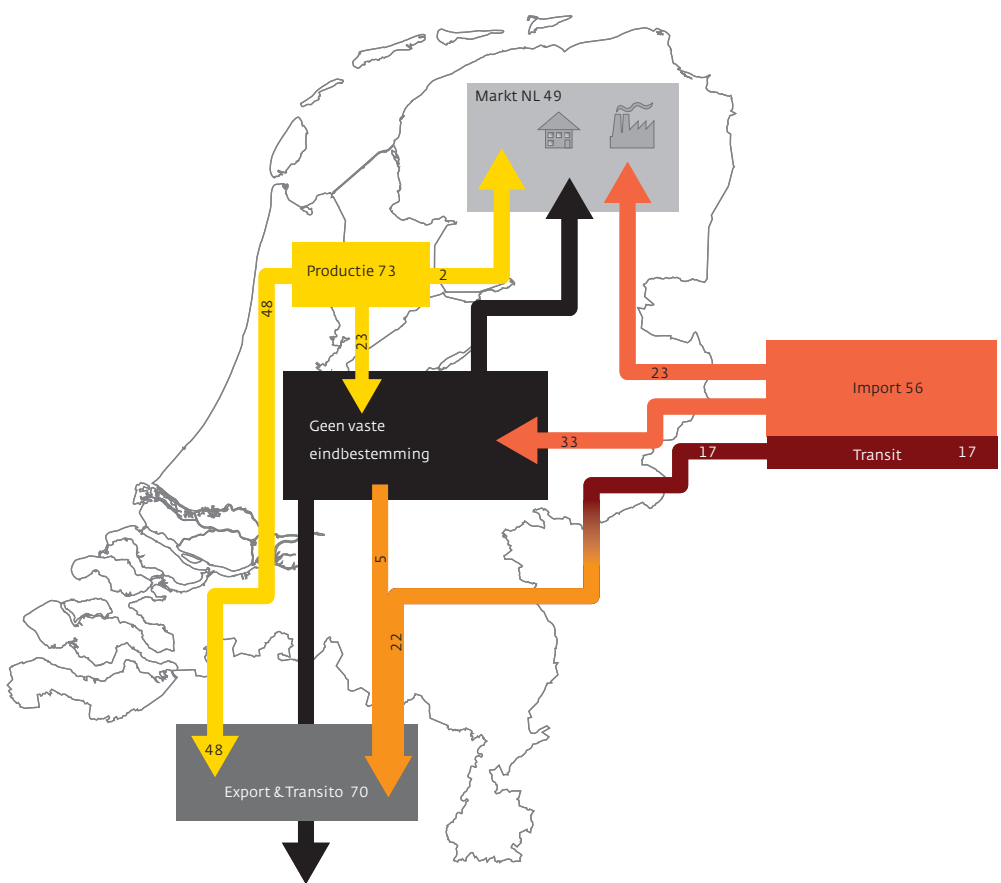 Markt NL 49
Productie 73
2
48
23
23
Import 56
Geen vaste
eindbestemming
33
17
Transit 17
5
22
48
Export & Transito 70